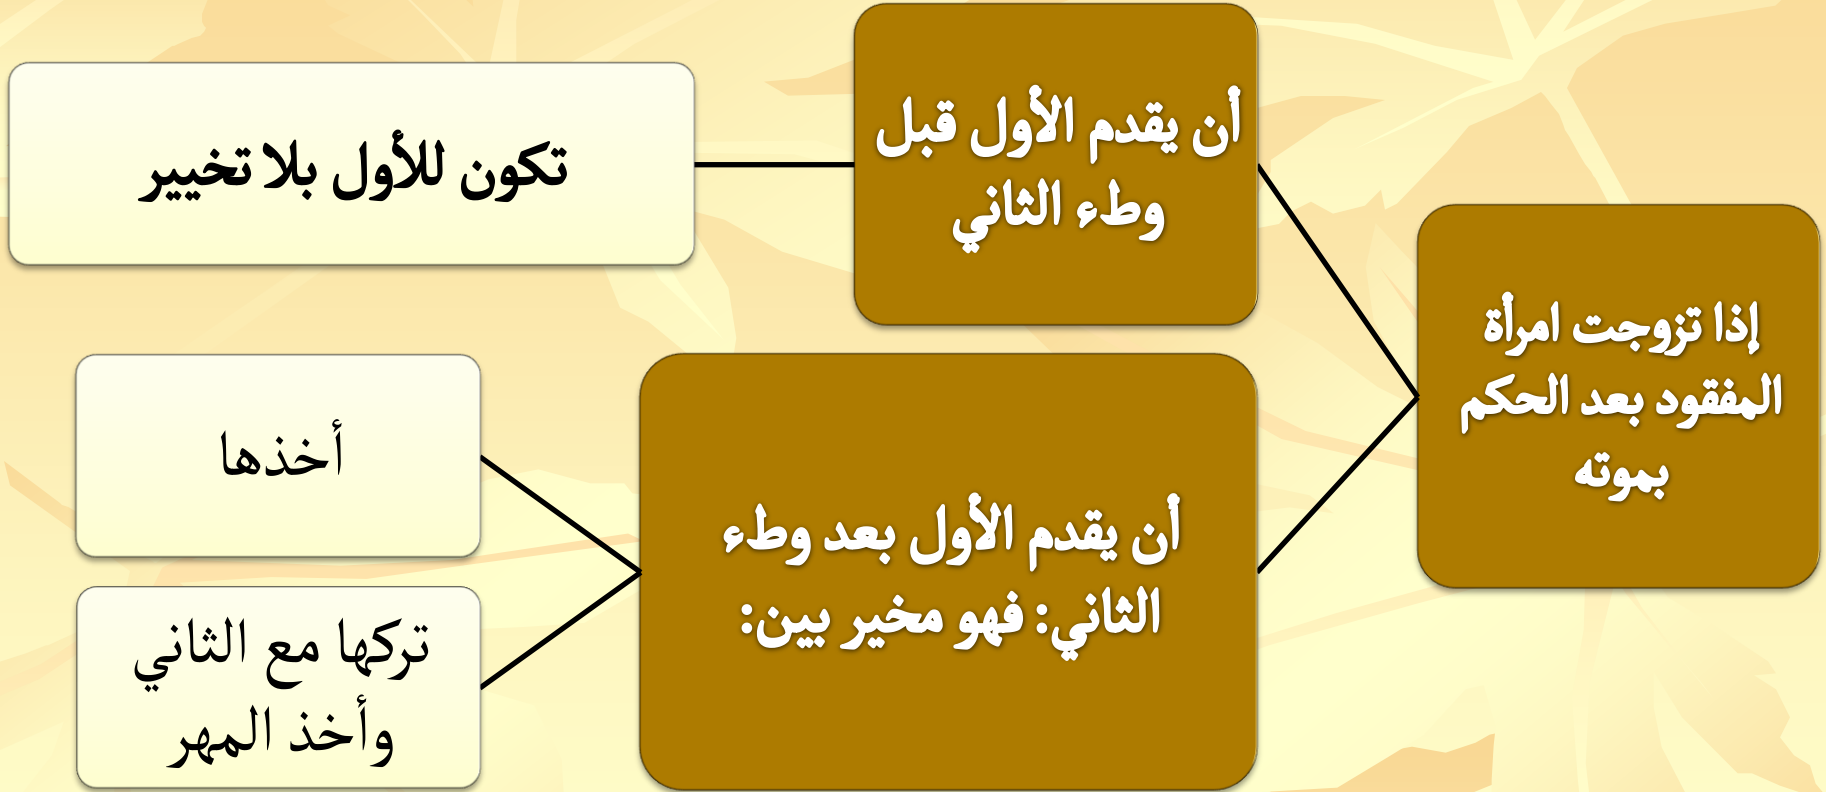 إذا تزوجت امرأة
المفقود بعد الحكم
بموته
أن يقدم الأول قبل
وطء الثاني
تكون للأول بلا تخيير
أن يقدم الأول بعد وطء
الثاني: فهو مخير بين:
أخذها
تركها مع الثاني
وأخذ المهر